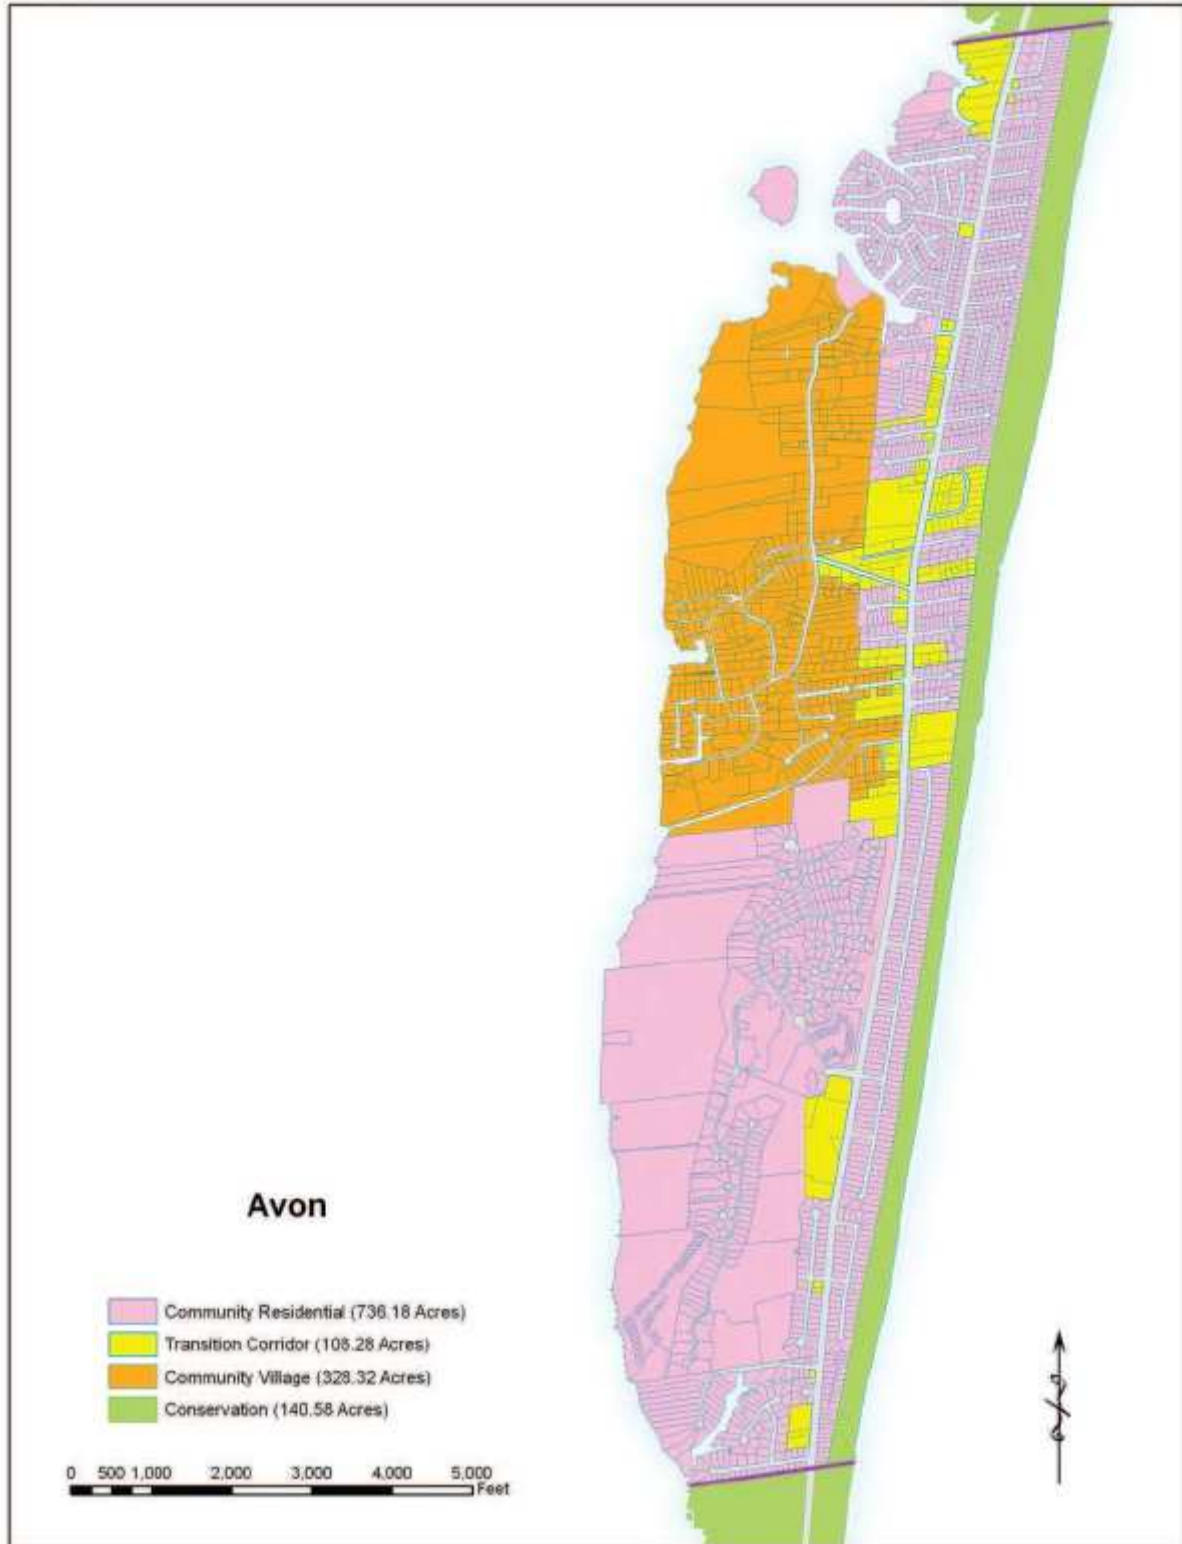 Avon
Community Residential (736.18 Acres)
Transition Corridor (108.28 Acres)
Community Village (328.32 Acres)
Conservation (140.58 Acres)
0 500 1,000 2,000 3,000 4,000 5,000
Feet